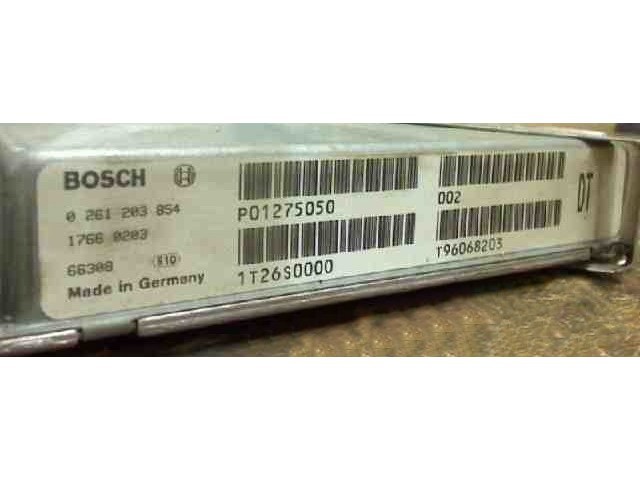 BOSCH
0 261 203 854
1766 0203
66308
Made in Germany
P01275050
1T26S0000
002
T96068203
DT